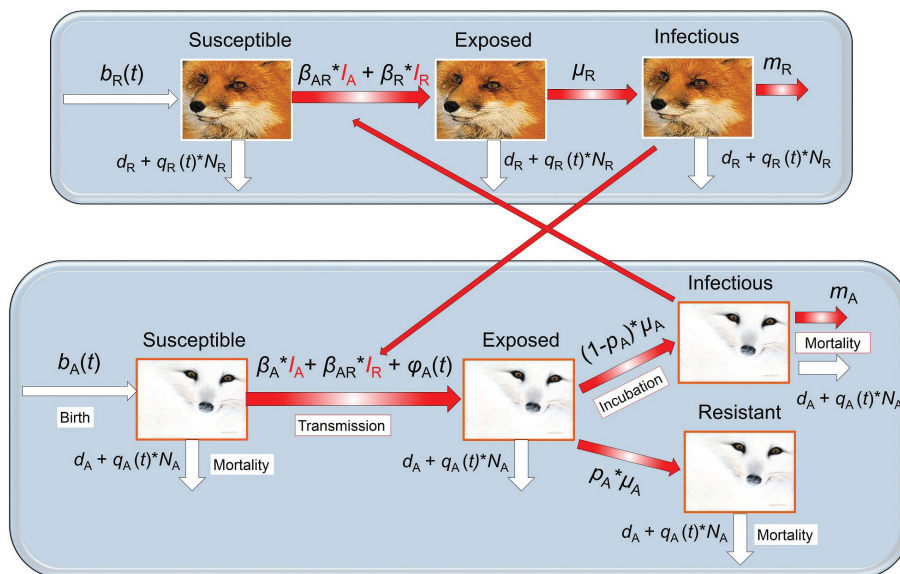 Susceptible
Exposed
Infectious
b_R(t)
β_AR*I_A + β_R*I_R
μ_R
m_R
d_R + q_R(t)*N_R
d_R + q_R(t)*N_R
d_R + q_R(t)*N_R
Infectious
Susceptible
Exposed
m_A
b_A(t)
β_A*I_A + β_AR*I_R + φ_A(t)
(1-p_A)*μ_A
Mortality
Birth
Transmission
Incubation
d_A + q_A(t)*N_A
Resistant
d_A + q_A(t)*N_A
Mortality
d_A + q_A(t)*N_A
p_A*μ_A
d_A + q_A(t)*N_A
Mortality